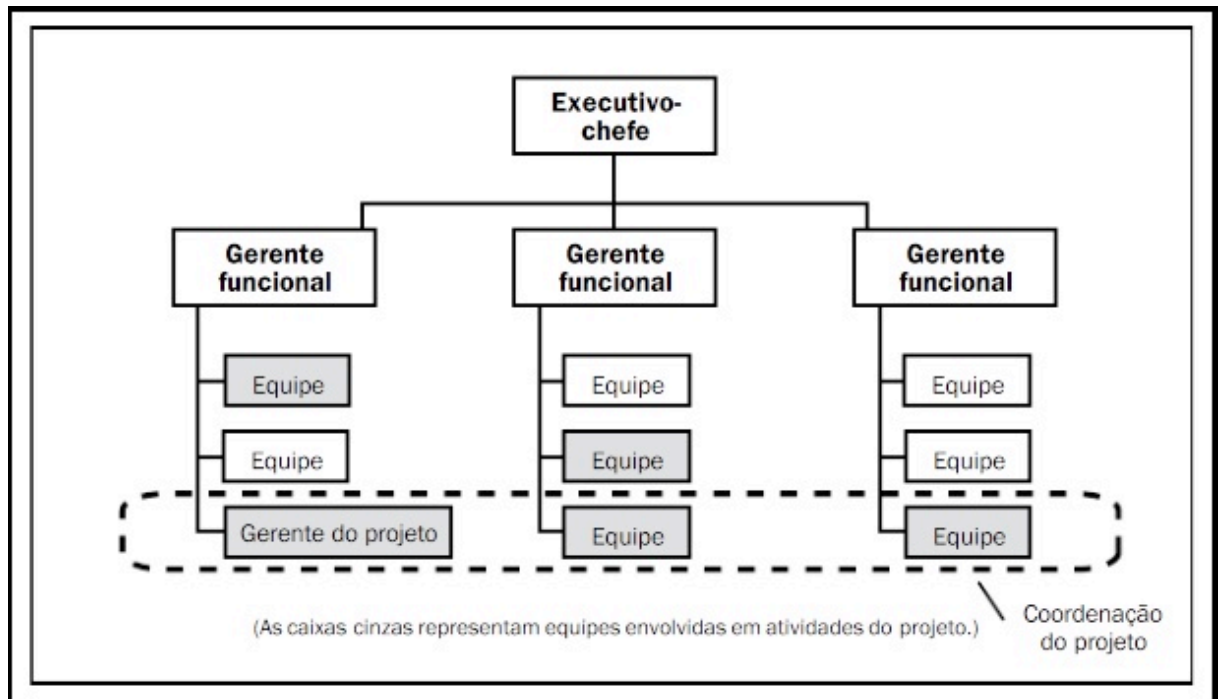 Executivo-
chefe
Gerente
funcional
Gerente
funcional
Gerente
funcional
Equipe
Equipe
Equipe
Equipe
Equipe
Equipe
Gerente do projeto
Equipe
Equipe
(As caixas cinzas representam equipes envolvidas em atividades do projeto.)
Coordenação
do projeto